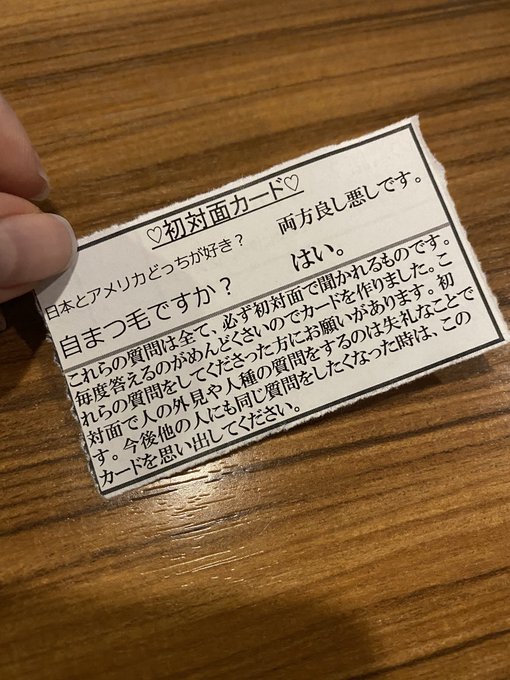 ♡初対面カード♡
日本とアメリカどっちが好き？ 両方良し悪しです。
自まつ毛ですか？ はい。
これらの質問は全て、必ず初対面で聞かれるものです。
毎度答えるのがめんどくさいのでカードを作りました。こ
れらの質問をしてくださった方にお願いがあります。初
対面で人の外見や人種の質問をするのは失礼なことで
す。今後他の人にも同じ質問をしたくなった時は、この
カードを思い出してください。